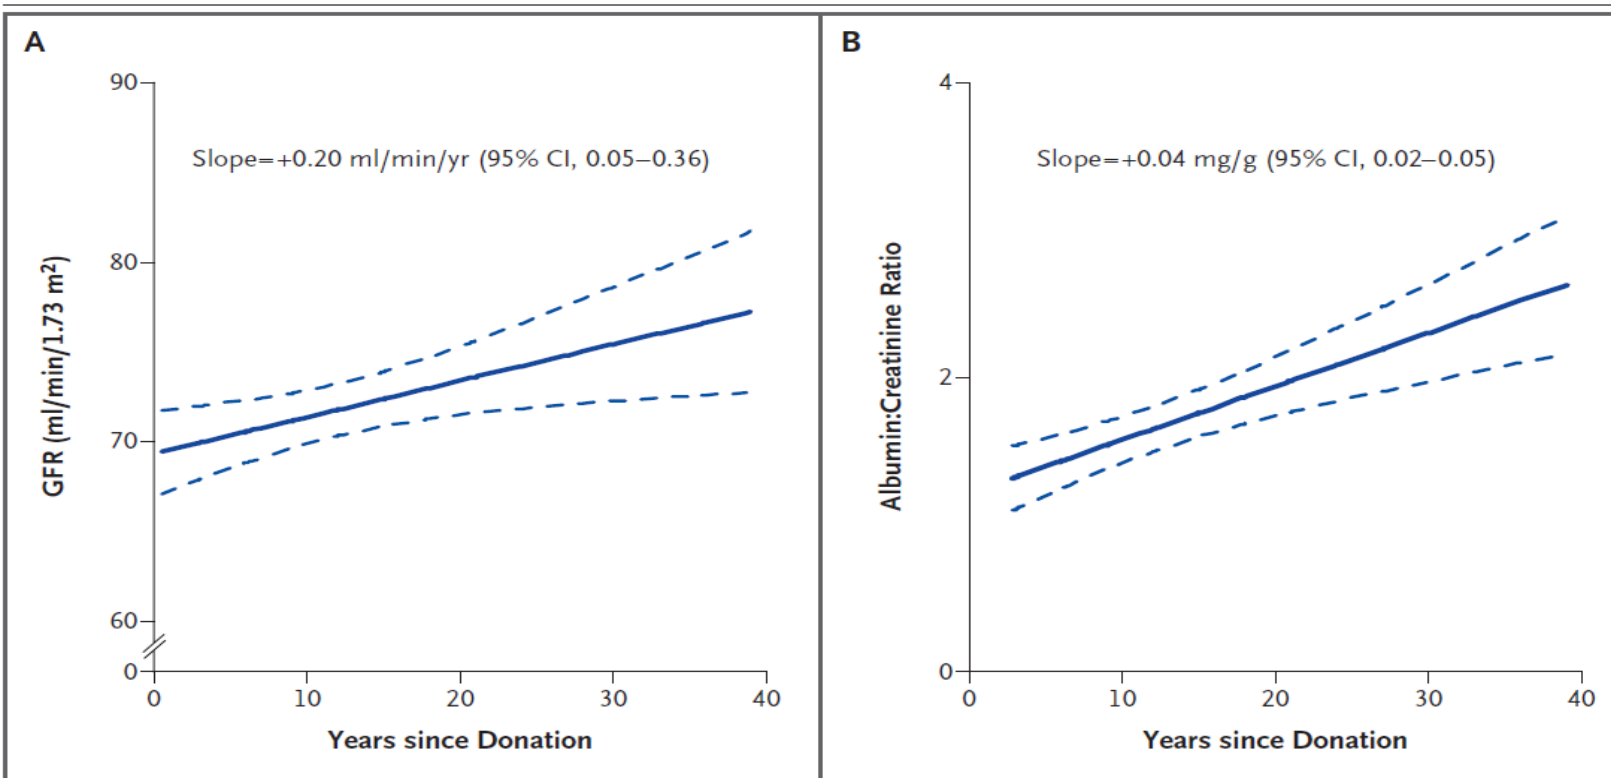 A
90
Slope=+0.20 ml/min/yr (95% CI, 0.05–0.36)
80
70
60
0
GFR (ml/min/1.73 m²)
0 10 20 30 40
Years since Donation
B
4
Slope=+0.04 mg/g (95% CI, 0.02–0.05)
2
0
Albumin:Creatinine Ratio
0 10 20 30 40
Years since Donation